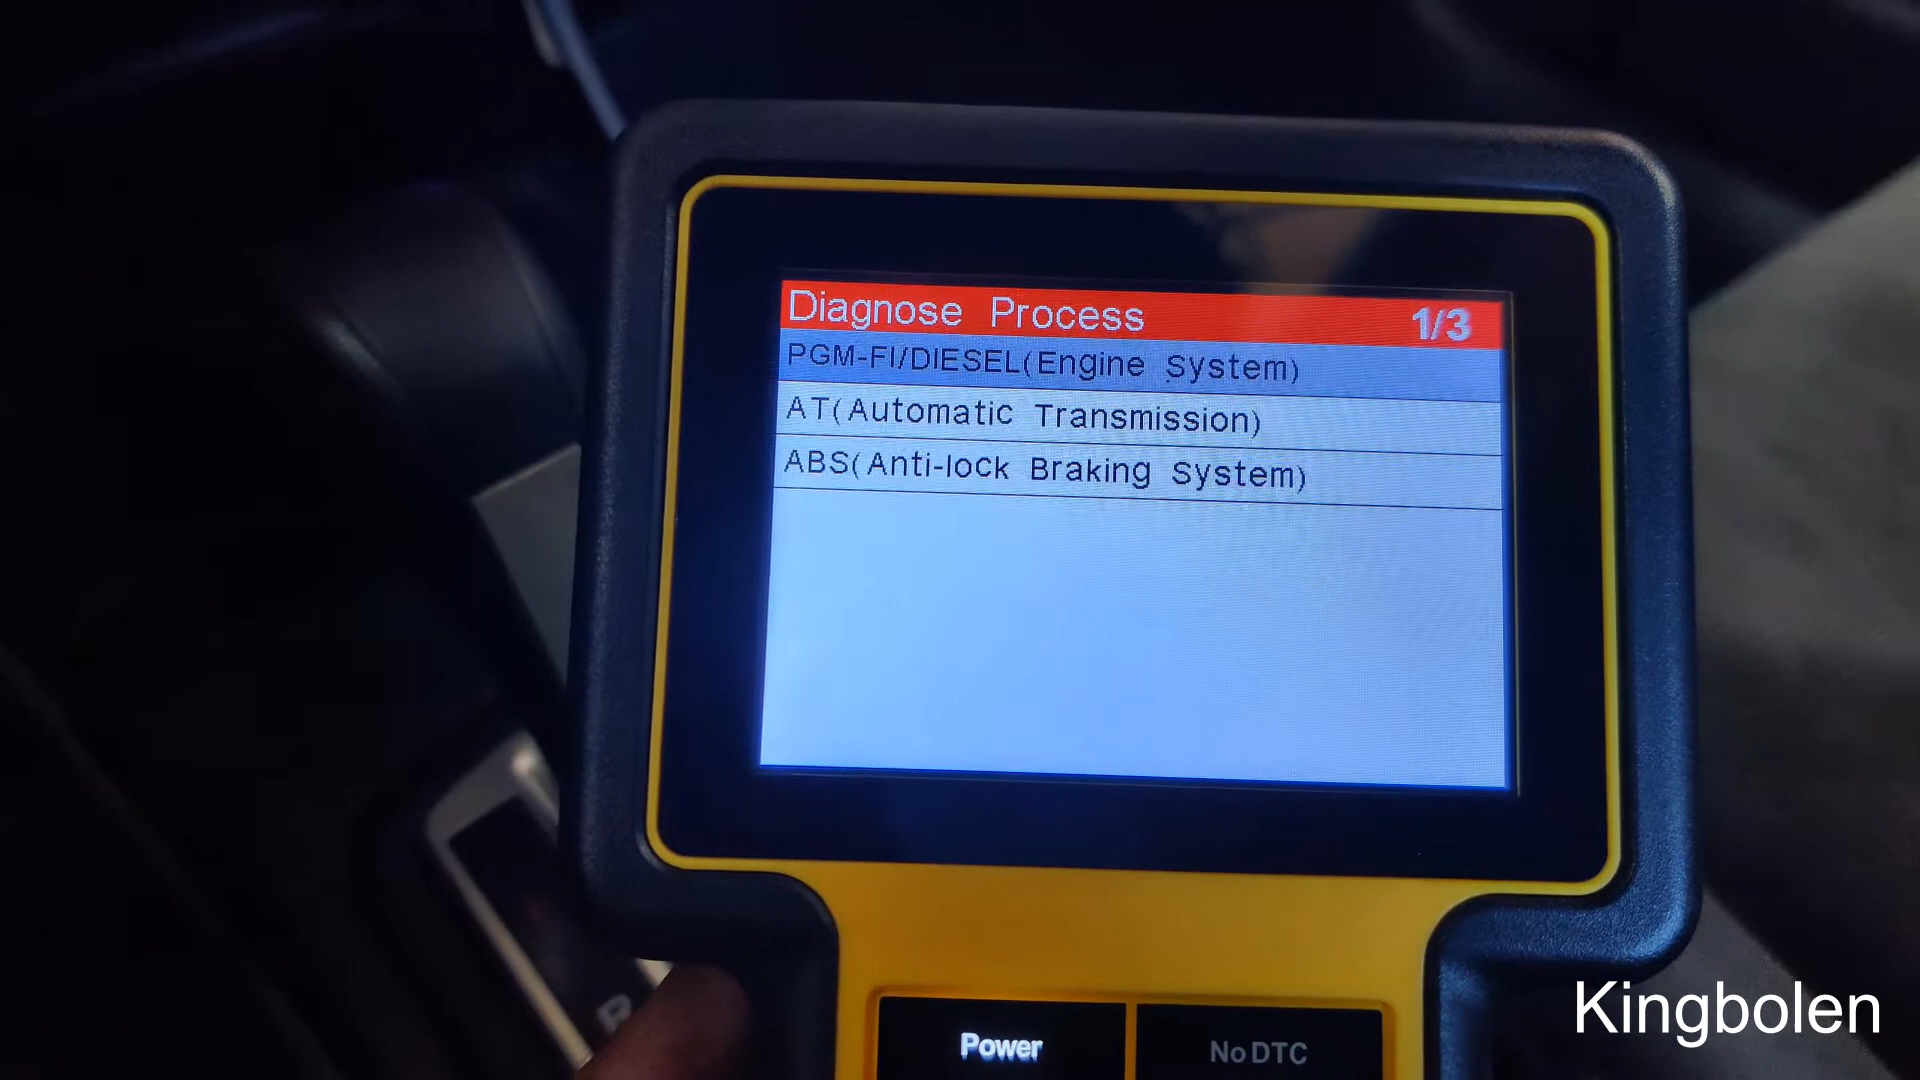 Diagnose Process 1/3
PGM-FI/DIESEL(Engine System)
AT(Automatic Transmission)
ABS(Anti-lock Braking System)
Power
No DTC
R
Kingbolen